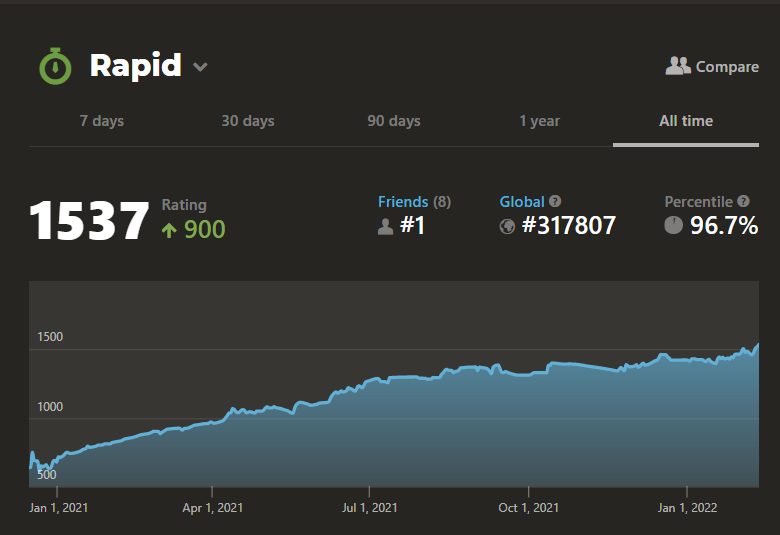 Rapid
Compare
7 days 30 days 90 days 1 year All time
1537 Rating 900
Friends (8) #1
Global #317807
Percentile 96.7%
1500
1000
500
Jan 1, 2021 Apr 1, 2021 Jul 1, 2021 Oct 1, 2021 Jan 1, 2022